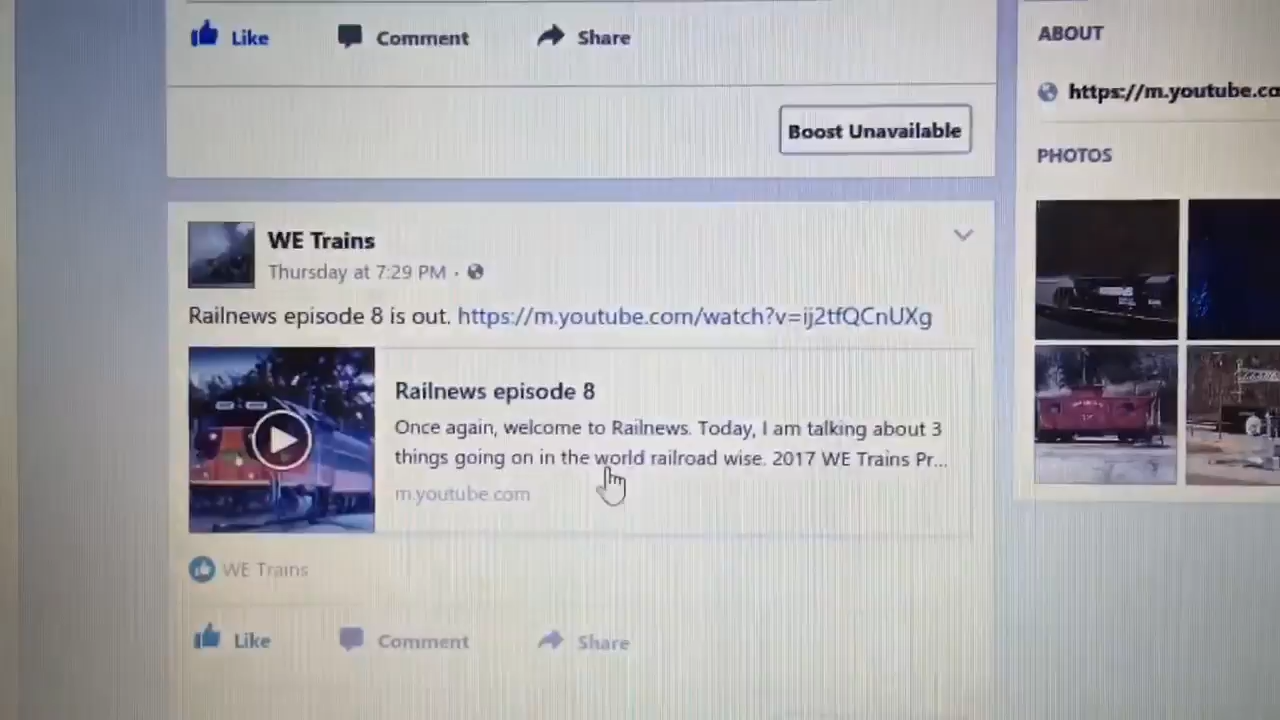 Like Comment Share
Boost Unavailable
WE Trains
Thursday at 7:29 PM ·
Railnews episode 8 is out. https://m.youtube.com/watch?v=ij2tfQCnUXg
Railnews episode 8
Once again, welcome to Railnews. Today, I am talking about 3
things going on in the world railroad wise. 2017 WE Trains Pr...
m.youtube.com
WE Trains
Like Comment Share
ABOUT
https://m.youtube.co
PHOTOS